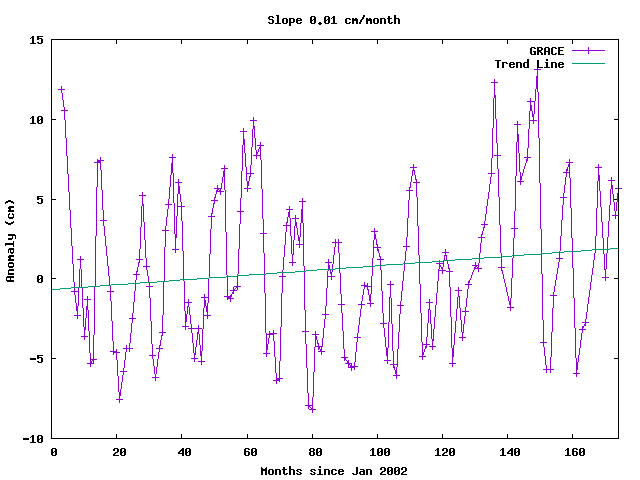 Slope 0.01 cm/month
GRACE
Trend Line
15
10
5
0
-5
-10
Anomaly (cm)
0 20 40 60 80 100 120 140 160
Months since Jan 2002